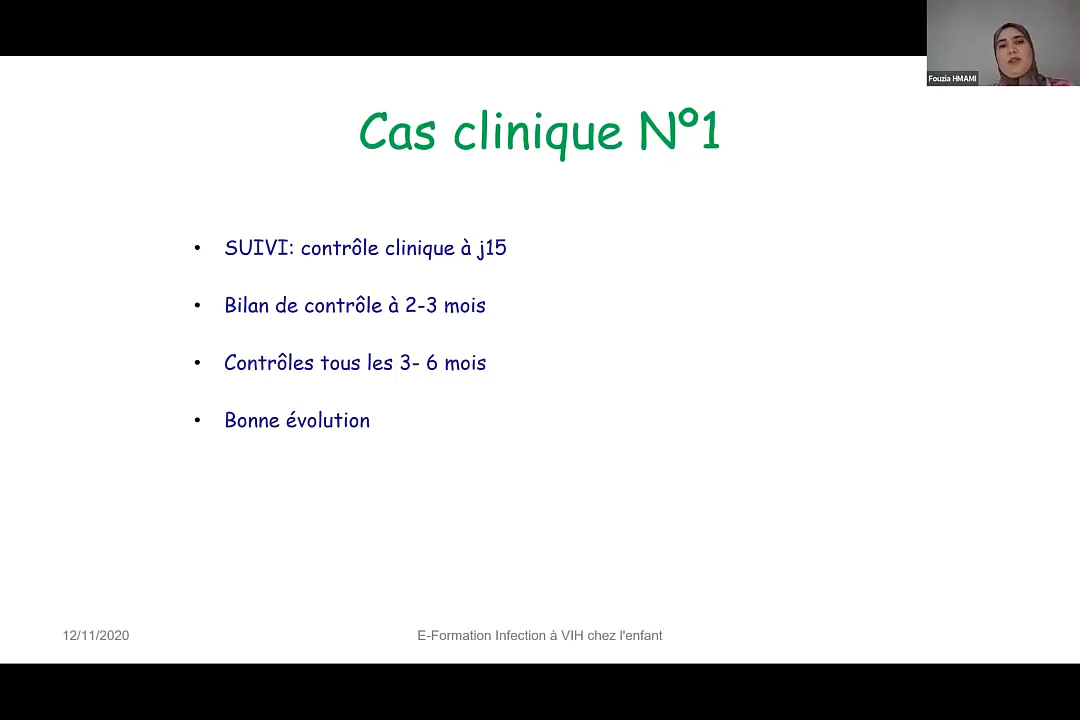 Fouzia HMAMI
Cas clinique Nº1
• SUIVI: contrôle clinique à j15
• Bilan de contrôle à 2-3 mois
• Contrôles tous les 3- 6 mois
• Bonne évolution
12/11/2020
E-Formation Infection à VIH chez l'enfant